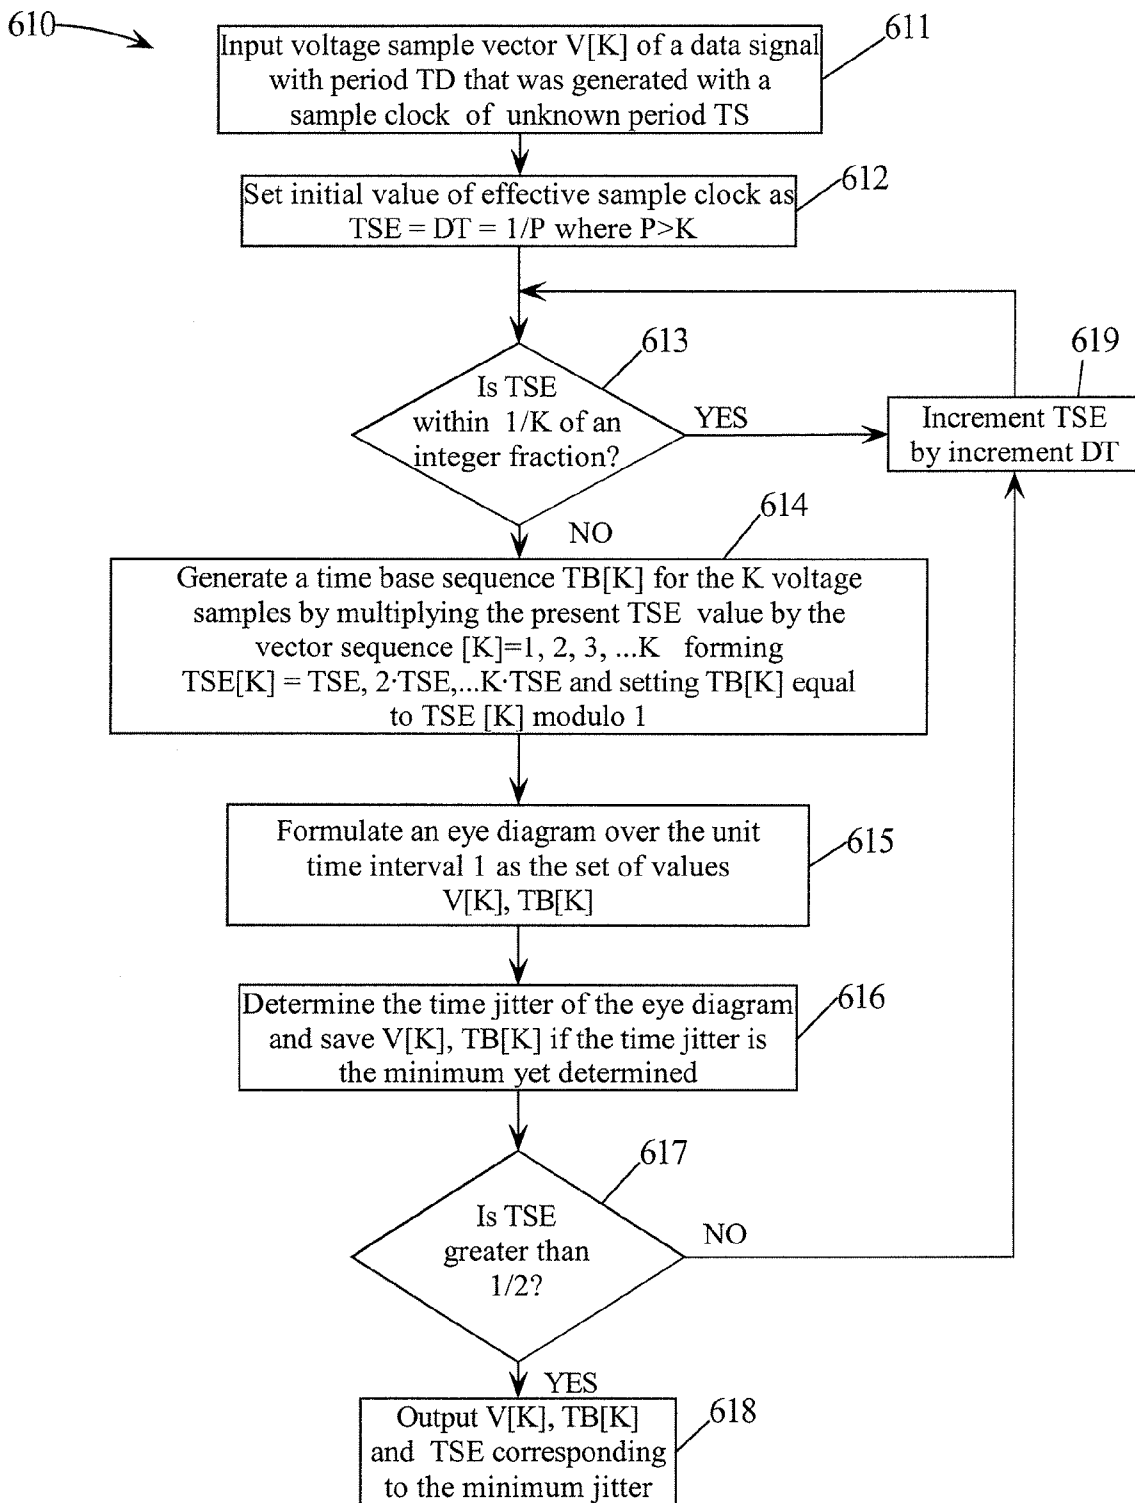 610
Input voltage sample vector V[K] of a data signal
with period TD that was generated with a
sample clock of unknown period TS
611
Set initial value of effective sample clock as
TSE = DT = 1/P where P>K
612
Is TSE
within 1/K of an
integer fraction?
613
YES
NO
Increment TSE
by increment DT
619
Generate a time base sequence TB[K] for the K voltage
samples by multiplying the present TSE value by the
vector sequence [K]=1, 2, 3, ...K forming
TSE[K] = TSE, 2·TSE,...K·TSE and setting TB[K] equal
to TSE [K] modulo 1
614
Formulate an eye diagram over the unit
time interval 1 as the set of values
V[K], TB[K]
615
Determine the time jitter of the eye diagram
and save V[K], TB[K] if the time jitter is
the minimum yet determined
616
Is TSE
greater than
1/2?
617
NO
YES
Output V[K], TB[K]
and TSE corresponding
to the minimum jitter
618